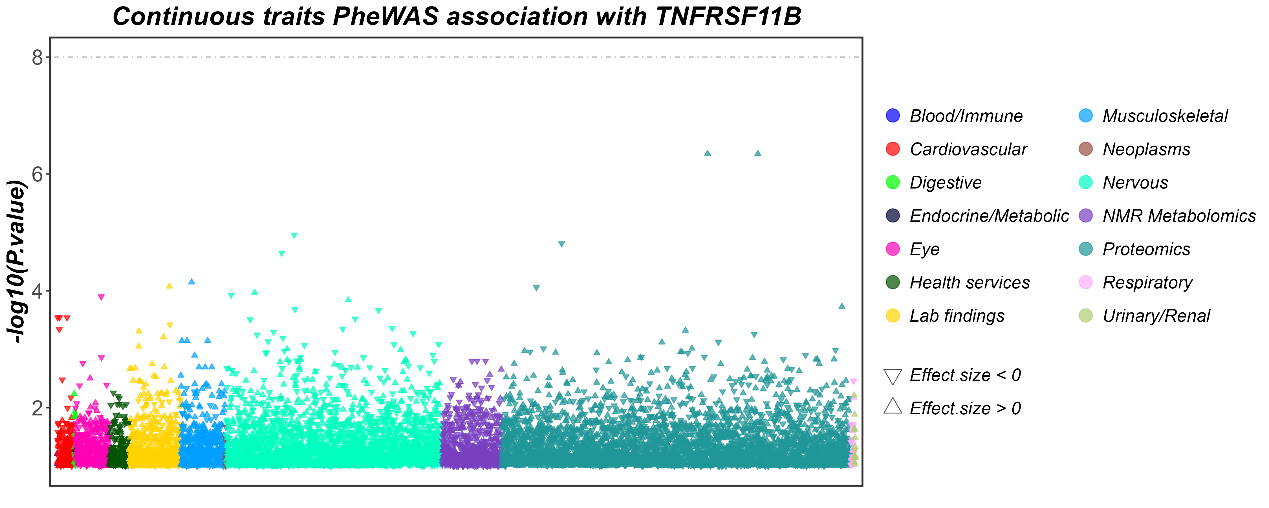 Continuous traits PheWAS association with TNFRSF11B
-log10(P.value)
8
6
4
2
Blood/Immune
Cardiovascular
Digestive
Endocrine/Metabolic
Eye
Health services
Lab findings
Musculoskeletal
Neoplasms
Nervous
NMR Metabolomics
Proteomics
Respiratory
Urinary/Renal
Effect.size < 0
Effect.size > 0